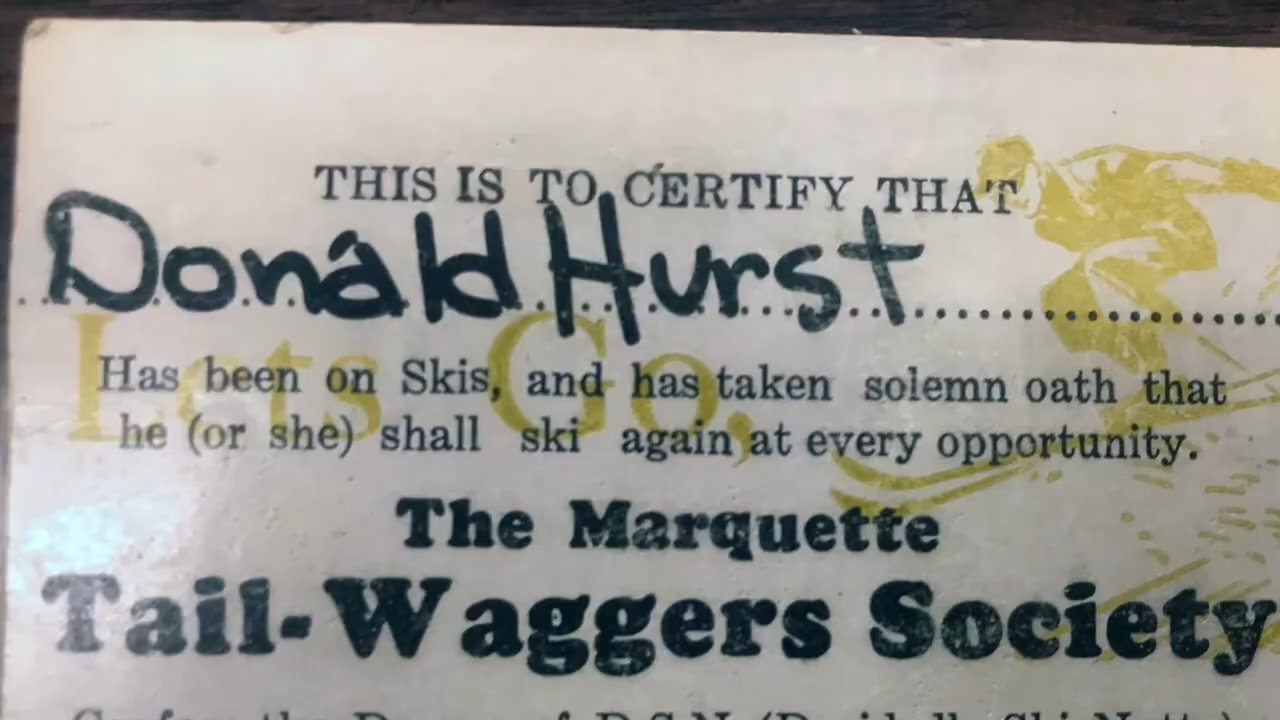 THIS IS TO CERTIFY THAT
Donald Hurst
Lets Go,
Has been on Skis, and has taken solemn oath that
he (or she) shall ski again, at every opportunity.
The Marquette
Tail-Waggers Society